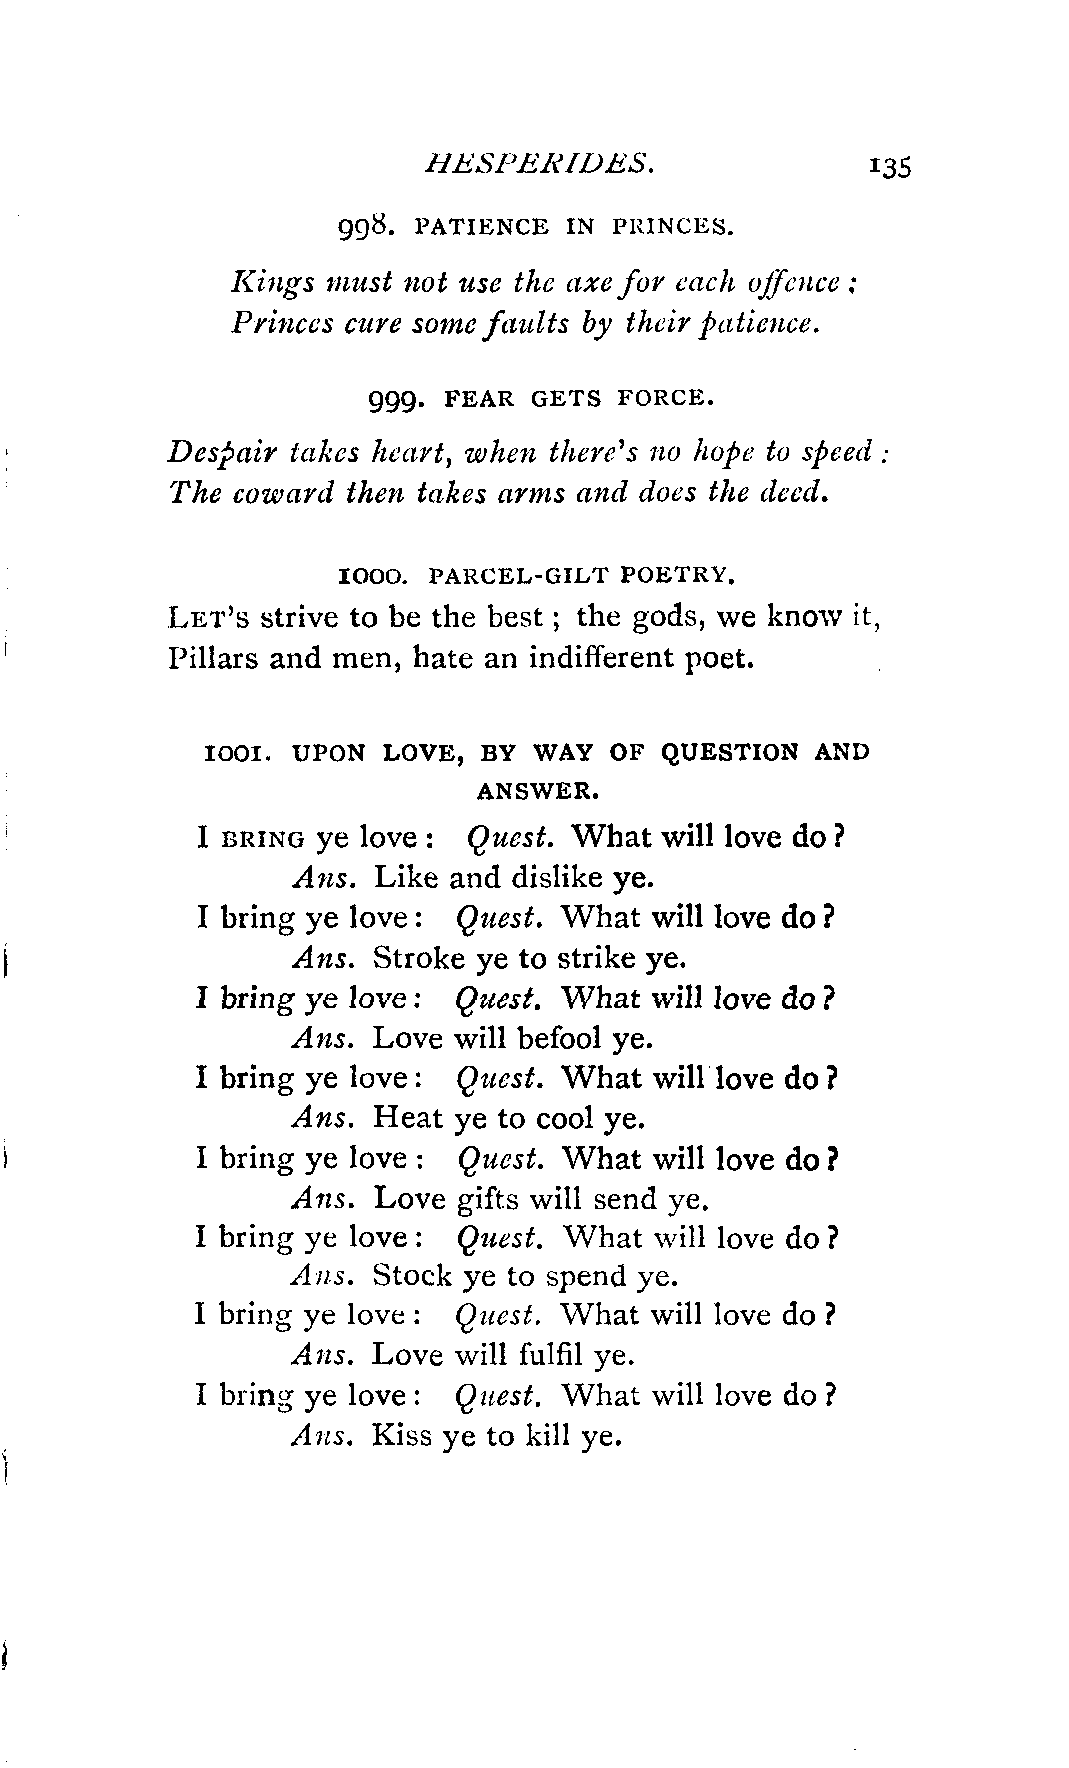 HESPERIDES. 135
998. PATIENCE IN PRINCES.
Kings must not use the axe for each offence ;
Princes cure some faults by their patience.
999. FEAR GETS FORCE.
Despair takes heart, when there's no hope to speed :
The coward then takes arms and does the deed.
1000. PARCEL-GILT POETRY.
LET'S strive to be the best ; the gods, we know it,
Pillars and men, hate an indifferent poet.
1001. UPON LOVE, BY WAY OF QUESTION AND
ANSWER.
I BRING ye love : Quest. What will love do ?
Ans. Like and dislike ye.
I bring ye love : Quest. What will love do ?
Ans. Stroke ye to strike ye.
I bring ye love : Quest. What will love do ?
Ans. Love will befool ye.
I bring ye love : Quest. What will love do ?
Ans. Heat ye to cool ye.
I bring ye love : Quest. What will love do ?
Ans. Love gifts will send ye.
I bring ye love : Quest. What will love do ?
Ans. Stock ye to spend ye.
I bring ye love : Quest. What will love do ?
Ans. Love will fulfil ye.
I bring ye love : Quest. What will love do ?
Ans. Kiss ye to kill ye.